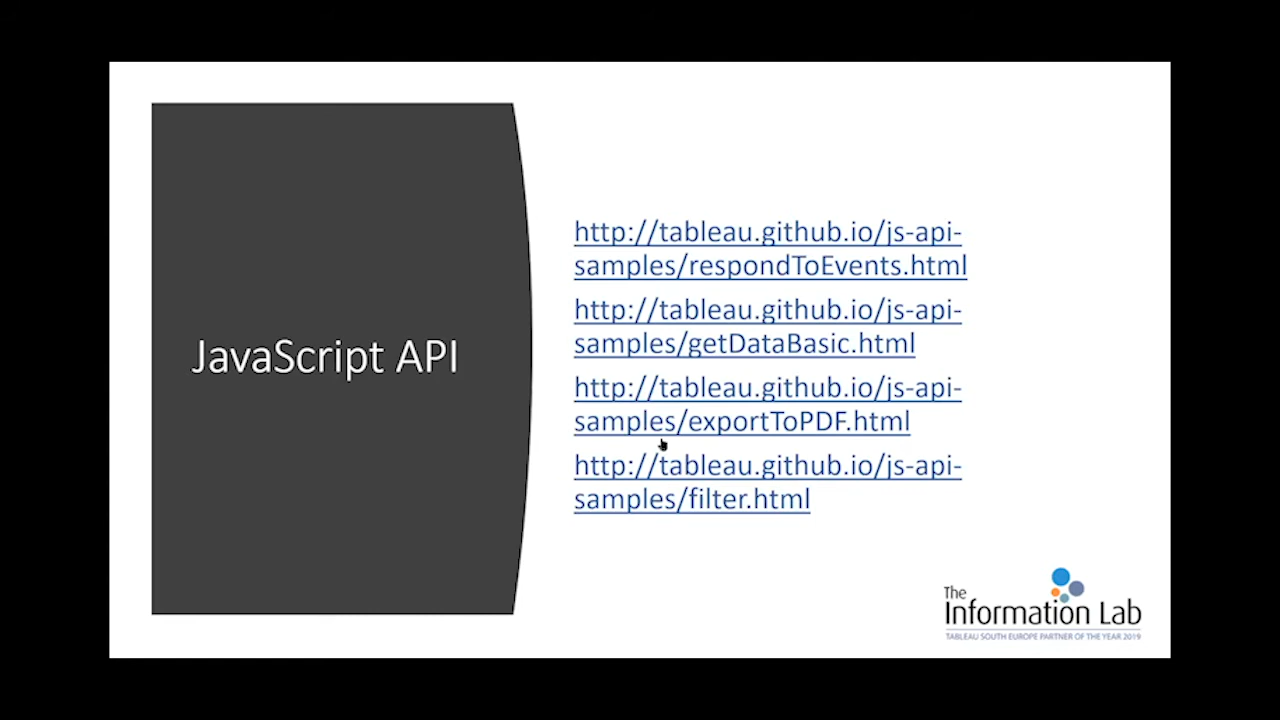 JavaScript API
http://tableau.github.io/js-api-
samples/respondToEvents.html
http://tableau.github.io/js-api-
samples/getDataBasic.html
http://tableau.github.io/js-api-
samples/exportToPDF.html
http://tableau.github.io/js-api-
samples/filter.html
The
Information Lab
TABLEAU SOUTH EUROPE PARTNER OF THE YEAR 2019